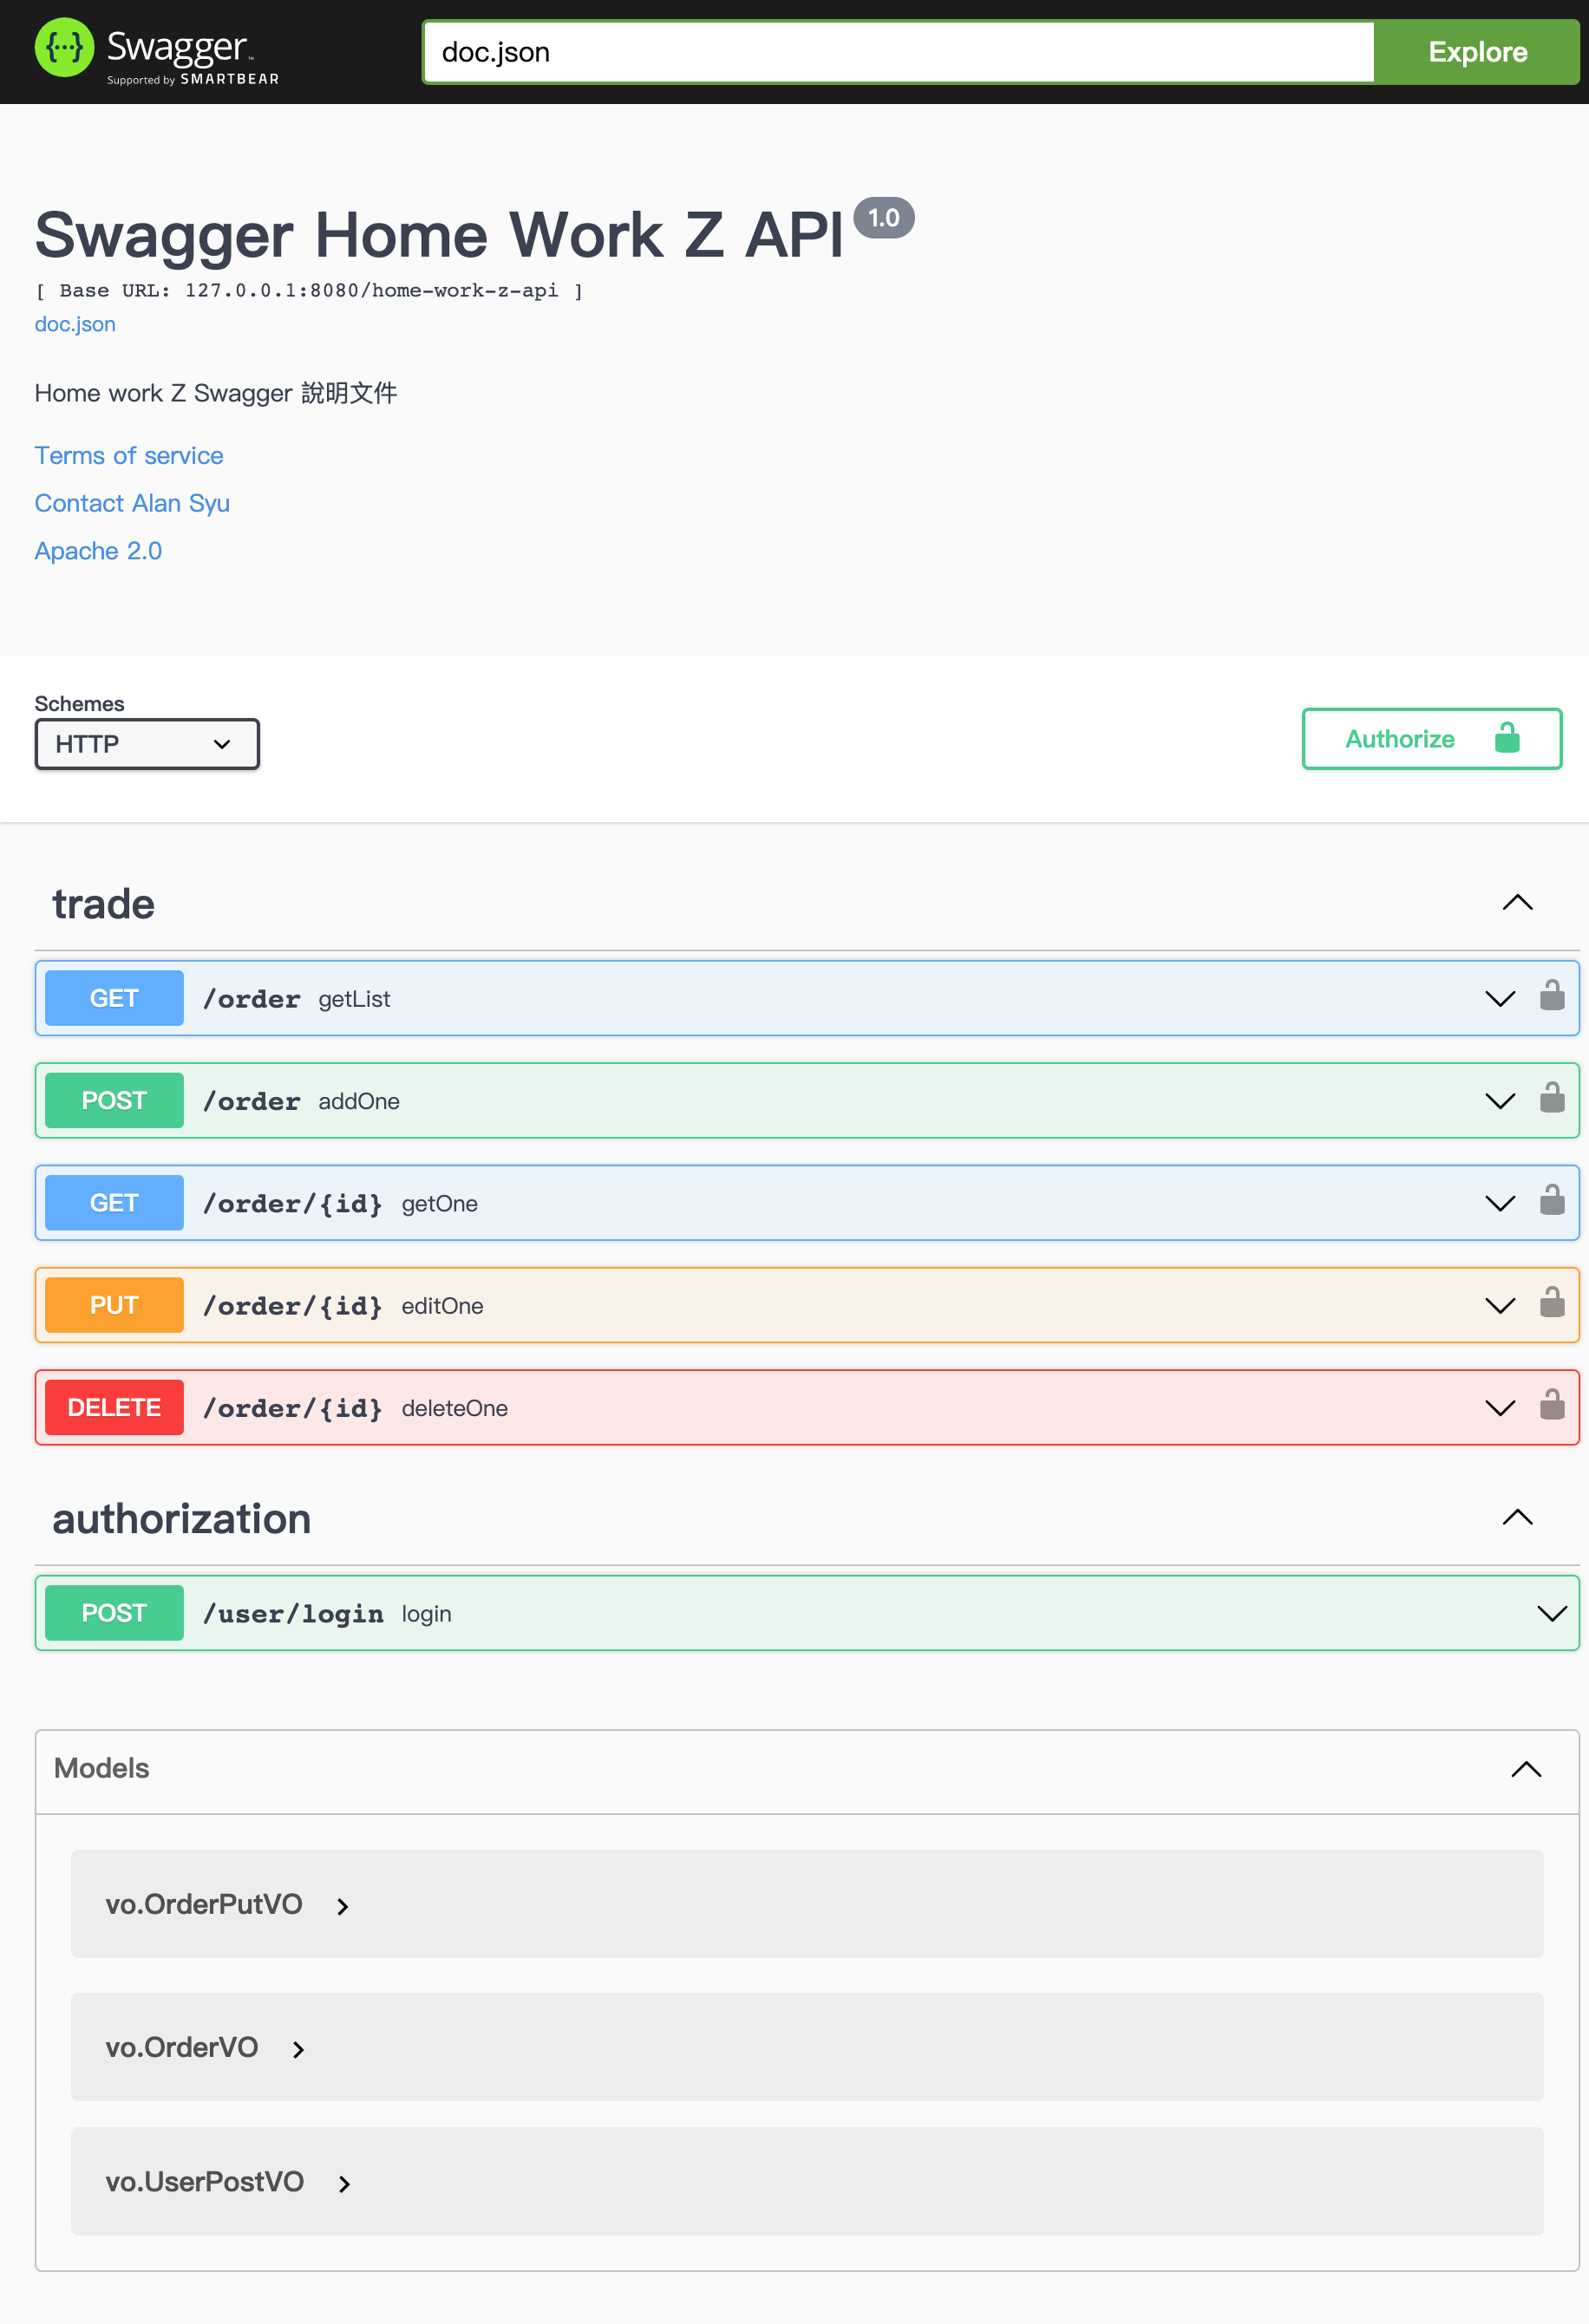 Swagger™
Supported by SMARTBEAR
doc.json
Explore
Swagger Home Work Z API 1.0
[ Base URL: 127.0.0.1:8080/home-work-z-api ]
doc.json
Home work Z Swagger 說明文件
Terms of service
Contact Alan Syu
Apache 2.0
Schemes
HTTP
Authorize
trade
GET /order getList
POST /order addOne
GET /order/{id} getOne
PUT /order/{id} editOne
DELETE /order/{id} deleteOne
authorization
POST /user/login login
Models
vo.OrderPutVO
vo.OrderVO
vo.UserPostVO